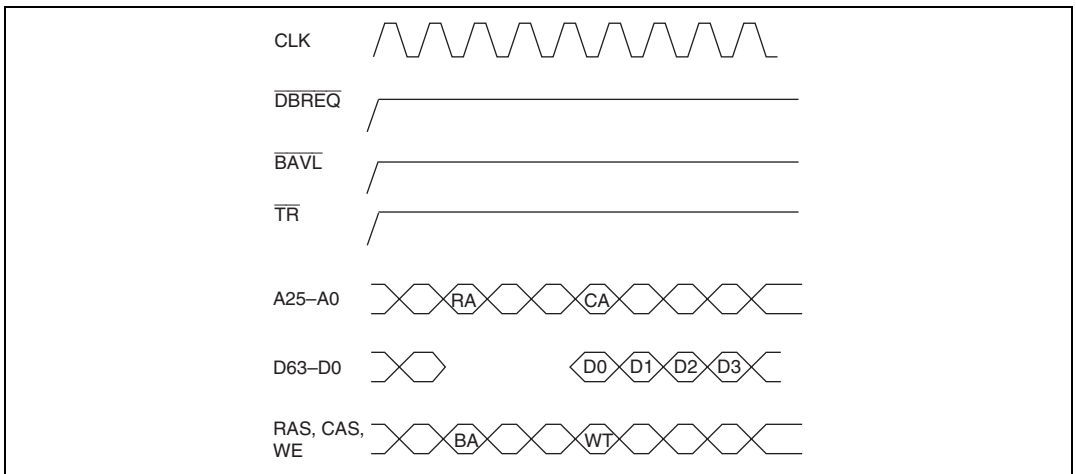 CLK
DBREQ
BAVL
TR
A25–A0 RA CA
D63–D0 D0 D1 D2 D3
RAS, CAS,
WE BA WT